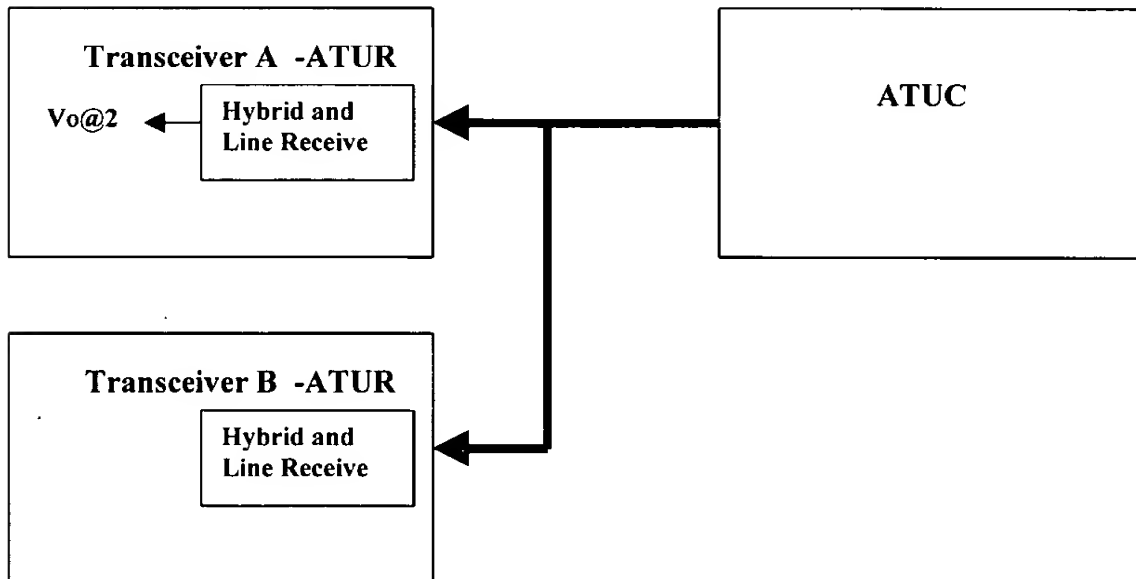 Transceiver A -ATUR
Hybrid and
Line Receive
Vo@2
ATUC
Transceiver B -ATUR
Hybrid and
Line Receive